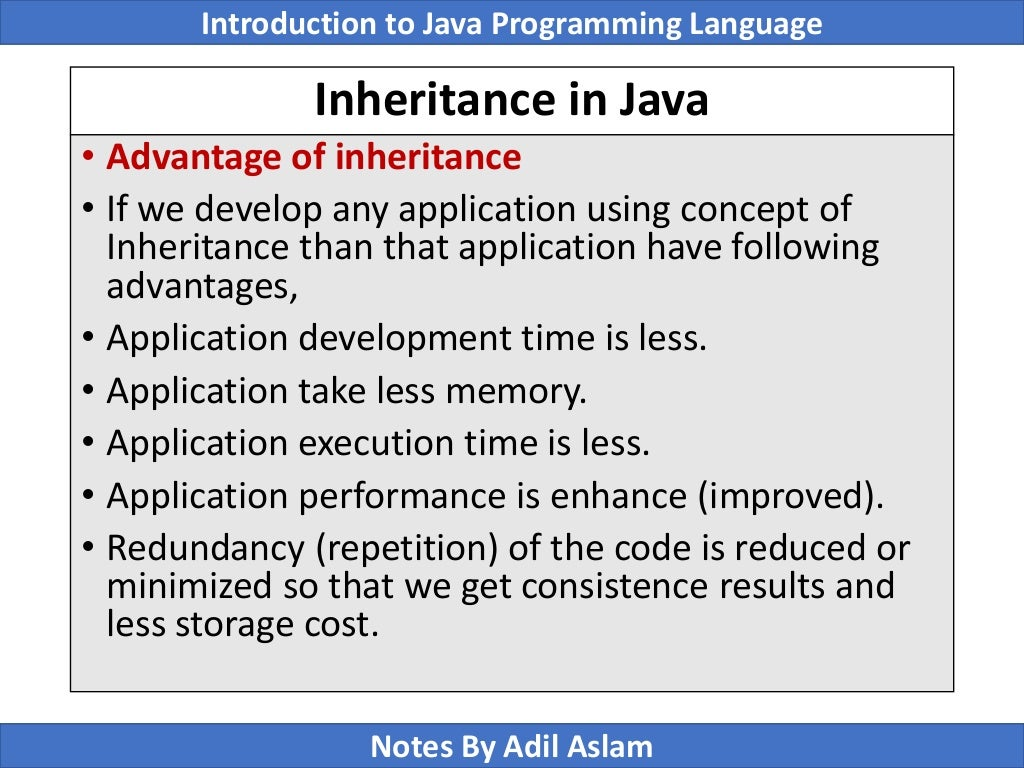 Introduction to Java Programming Language
Inheritance in Java
• Advantage of inheritance
• If we develop any application using concept of
Inheritance than that application have following
advantages,
• Application development time is less.
• Application take less memory.
• Application execution time is less.
• Application performance is enhance (improved).
• Redundancy (repetition) of the code is reduced or
minimized so that we get consistence results and
less storage cost.
Notes By Adil Aslam